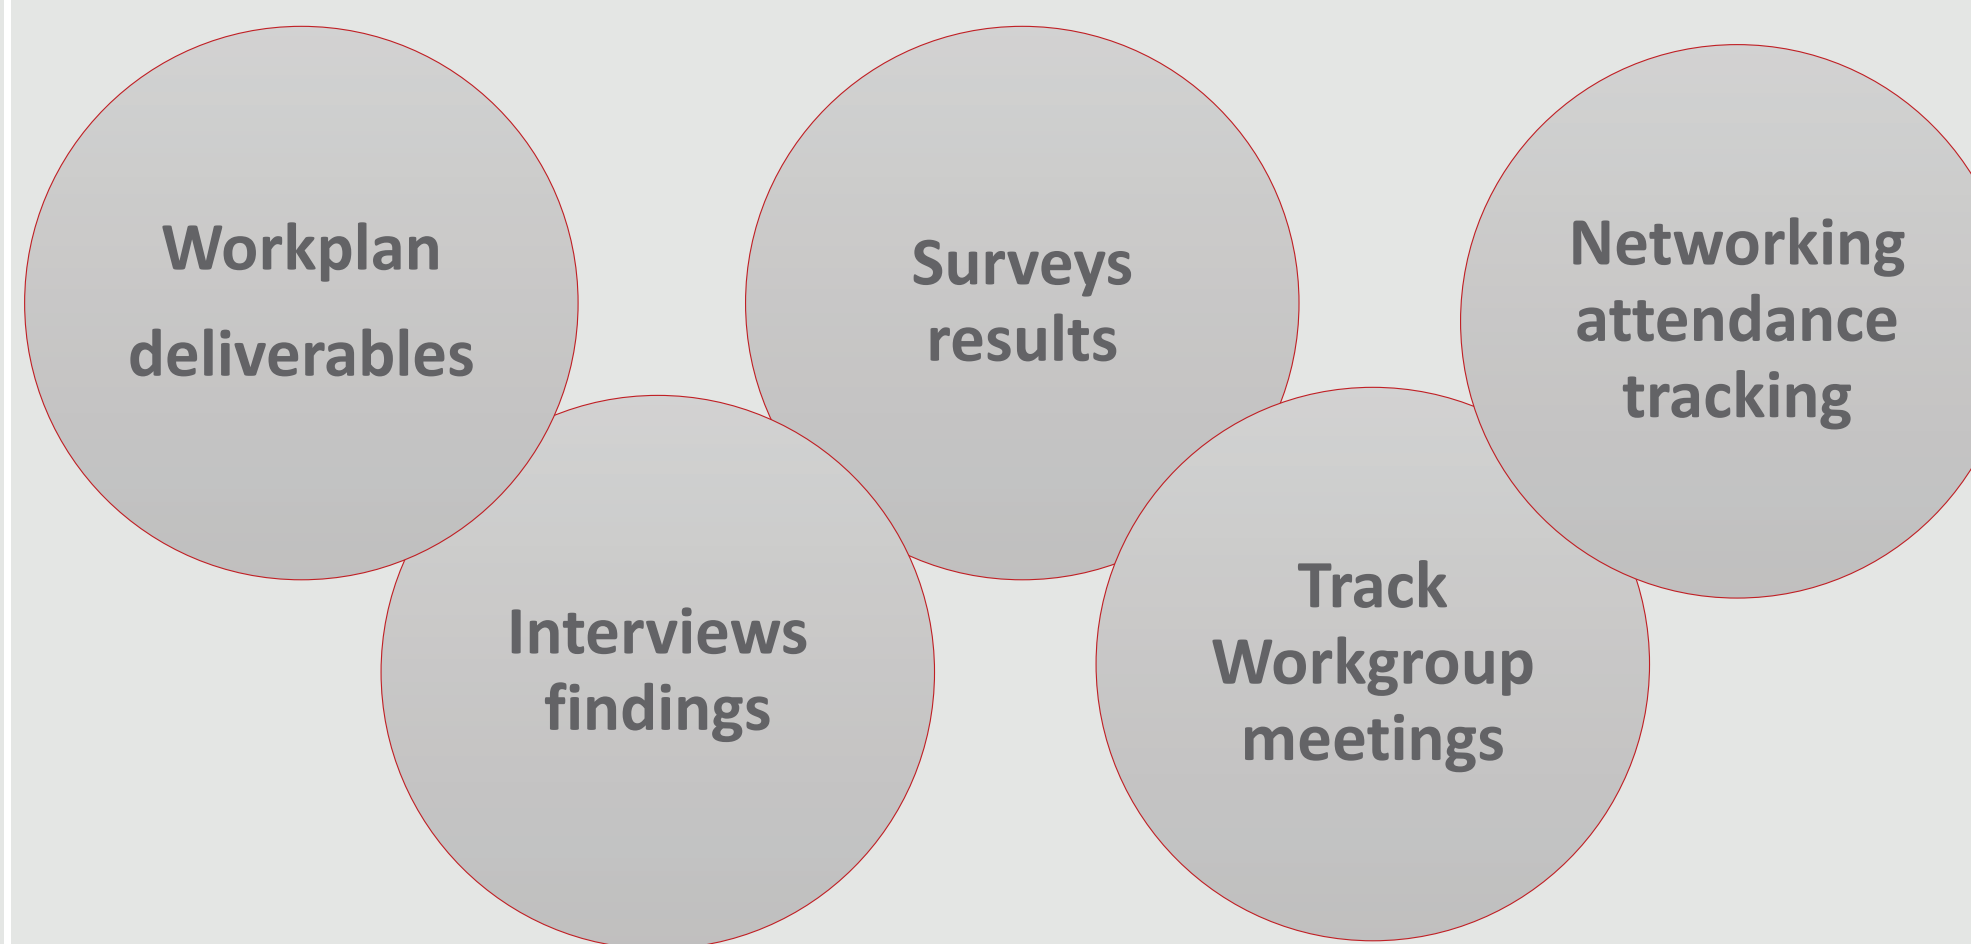 Workplan
deliverables
Interviews
findings
Surveys
results
Track
Workgroup
meetings
Networking
attendance
tracking